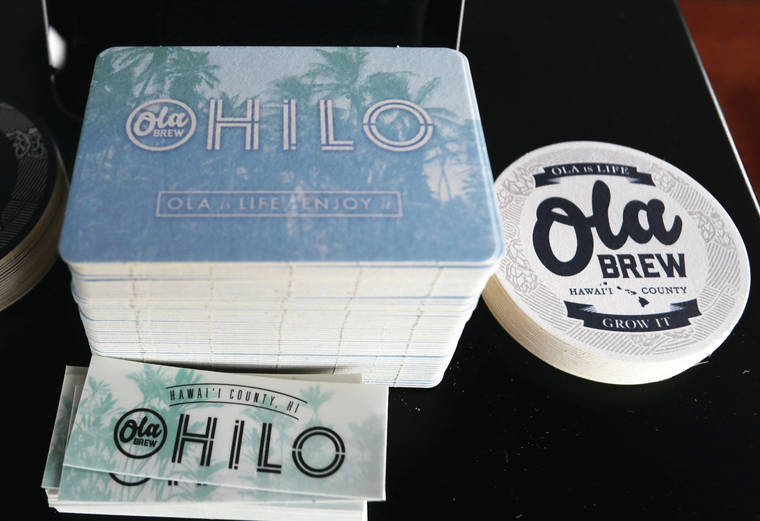 Ola
BREW
HiLO
OLA is LIFE / ENJOY it
HAWAI'I COUNTY, HI
Ola
BREW
HiLO
OLA IS LIFE
Ola
BREW
HAWAI'I COUNTY
GROW IT